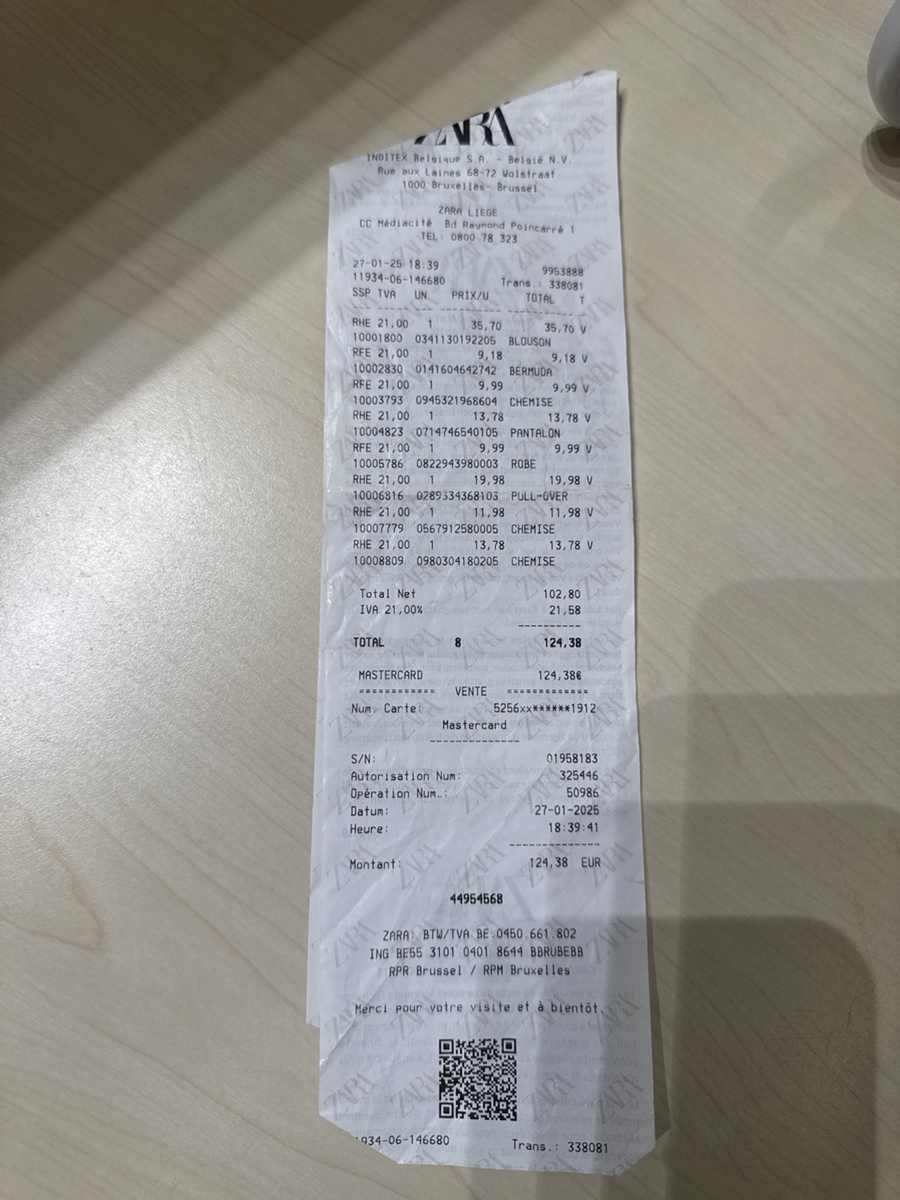 ZARA
INDITEX Belgique S.A. - België N.V.
Rue aux Laines 68-72 Wolstraat
1000 Bruxelles- Brussel
ZARA LIEGE
CC Médiacité Bd Raymond Poincarré 1
TEL: 0800 78 323
27-01-25 18:39 9953888
11934-06-146680 Trans.: 338081
SSP TVA UN PRIX/U TOTAL T
RHE 21,00 1 35,70 35,70 V
10001800 0341130192205 BLOUSON
RFE 21,00 1 9,18 9,18 V
10002830 0141604642742 BERMUDA
RFE 21,00 1 9,99 9,99 V
10003793 0945321968604 CHEMISE
RHE 21,00 1 13,78 13,78 V
10004823 0714746540105 PANTALON
RFE 21,00 1 9,99 9,99 V
10005786 0822943980003 ROBE
RHE 21,00 1 19,98 19,98 V
10006816 0289534368103 PULL-OVER
RHE 21,00 1 11,98 11,98 V
10007779 0567912580005 CHEMISE
RHE 21,00 1 13,78 13,78 V
10008809 0980304180205 CHEMISE
Total Net 102,80
IVA 21,00% 21,58
TOTAL 8 124,38
MASTERCARD 124,38€
============ VENTE ============
Num. Carte: 5256xx******1912
Mastercard
S/N: 01958183
Autorisation Num: 325446
Opération Num.: 50986
Datum: 27-01-2025
Heure: 18:39:41
Montant: 124,38 EUR
44954568
ZARA: BTW/TVA BE.0450.661.802
ING BE55 3101 0401 8644 BBRUBEBB
RPR Brussel / RPM Bruxelles
Merci pour votre visite et à bientôt.
934-06-146680 Trans.: 338081